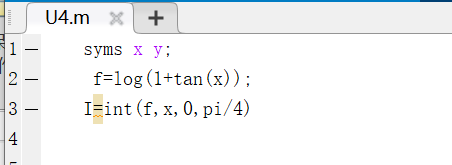 U4.m × +
1 — syms x y;
2 — f=log(1+tan(x));
3 — I=int(f,x,0,pi/4)
4